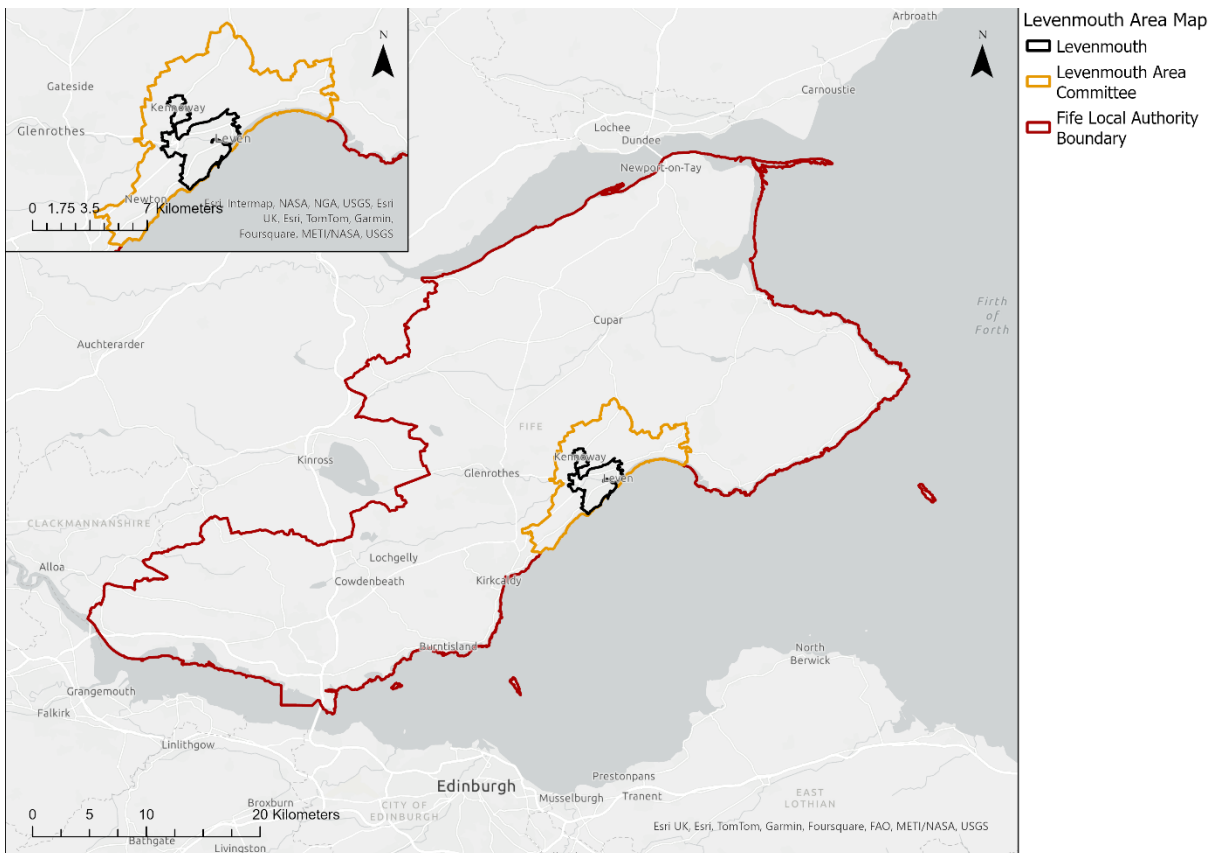 Arbroath
N
Gateside
Kennoway
Glenrothes
Leven
Newton
0 1.75 3.5 7 Kilometers
Esri, Intermap, NASA, NGA, USGS, Esri
UK, Esri, TomTom, Garmin,
Foursquare, METI/NASA, USGS
Levenmouth Area Map
Levenmouth
Levenmouth Area
Committee
Fife Local Authority
Boundary
N
Carnoustie
Lochee
Dundee
Newport-on-Tay
Firth
of
Forth
Cupar
Auchterarder
FIFE
Kinross
Glenrothes
Kennoway
Leven
CLACKMANNANSHIRE
Alloa
Lochgelly
Cowdenbeath
Kirkcaldy
Burntisland
North
Berwick
Grangemouth
Falkirk
Linlithgow
Edinburgh
Prestonpans
Musselburgh
Tranent
EAST
LOTHIAN
Broxburn
CITY OF
EDINBURGH
Bathgate
Livingston
0 5 10 20 Kilometers
Esri UK, Esri, TomTom, Garmin, Foursquare, FAO, METI/NASA, USGS